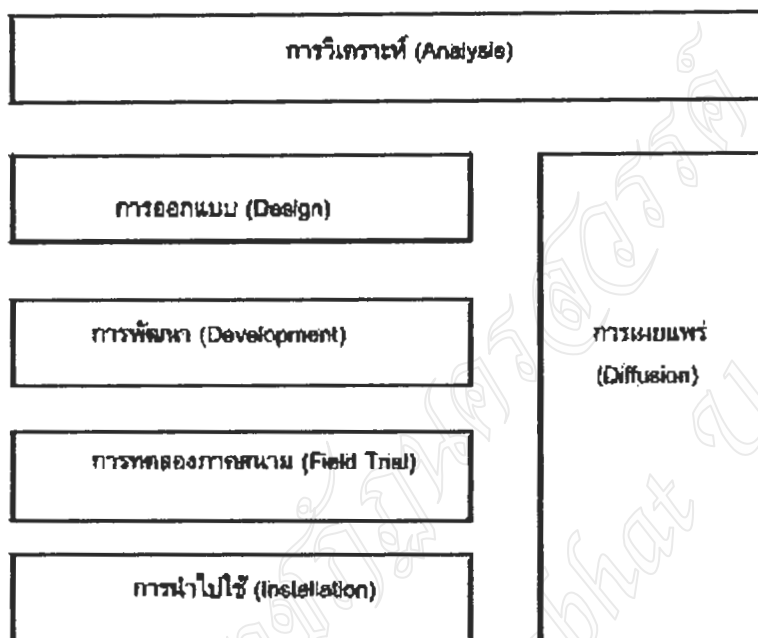 การวิเคราะห์ (Analysis)
การออกแบบ (Design)
การพัฒนา (Development)
การเผยแพร่
(Diffusion)
การทดลองภาคสนาม (Field Trial)
การนำไปใช้ (Installation)